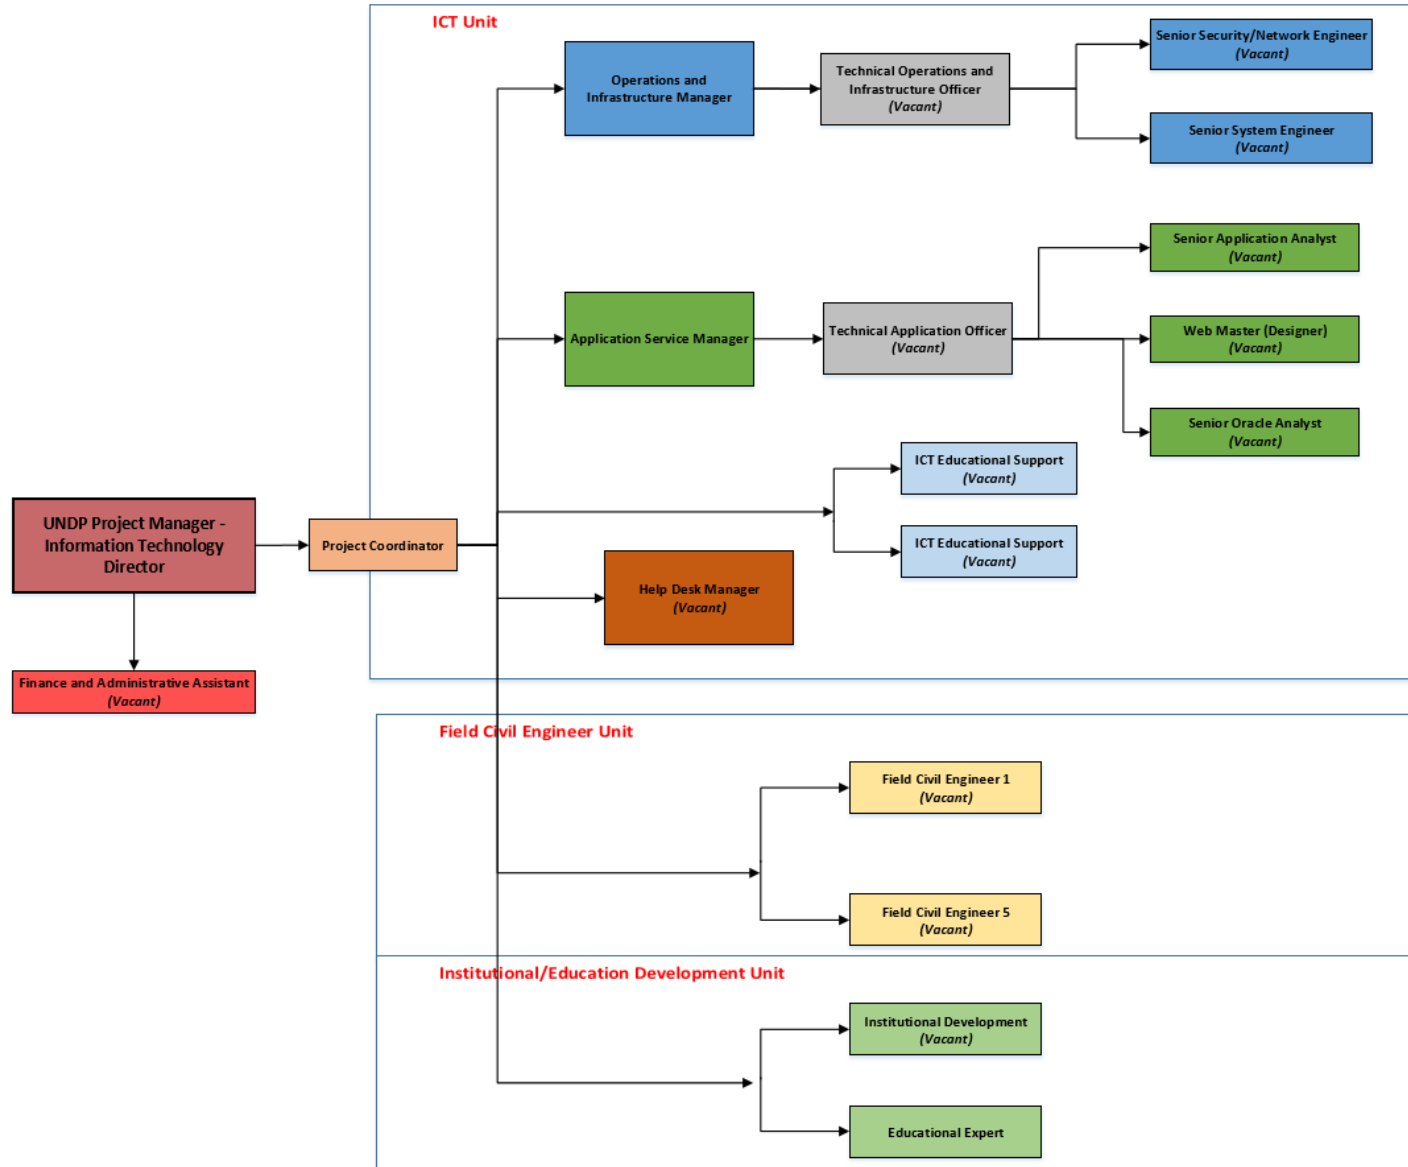 ICT Unit
Operations and
Infrastructure Manager
Technical Operations and
Infrastructure Officer
(Vacant)
Senior Security/Network Engineer
(Vacant)
Senior System Engineer
(Vacant)
Application Service Manager
Technical Application Officer
(Vacant)
Senior Application Analyst
(Vacant)
Web Master (Designer)
(Vacant)
Senior Oracle Analyst
(Vacant)
ICT Educational Support
(Vacant)
ICT Educational Support
(Vacant)
UNDP Project Manager -
Information Technology
Director
Project Coordinator
Help Desk Manager
(Vacant)
Finance and Administrative Assistant
(Vacant)
Field Civil Engineer Unit
Field Civil Engineer 1
(Vacant)
Field Civil Engineer 5
(Vacant)
Institutional/Education Development Unit
Institutional Development
(Vacant)
Educational Expert